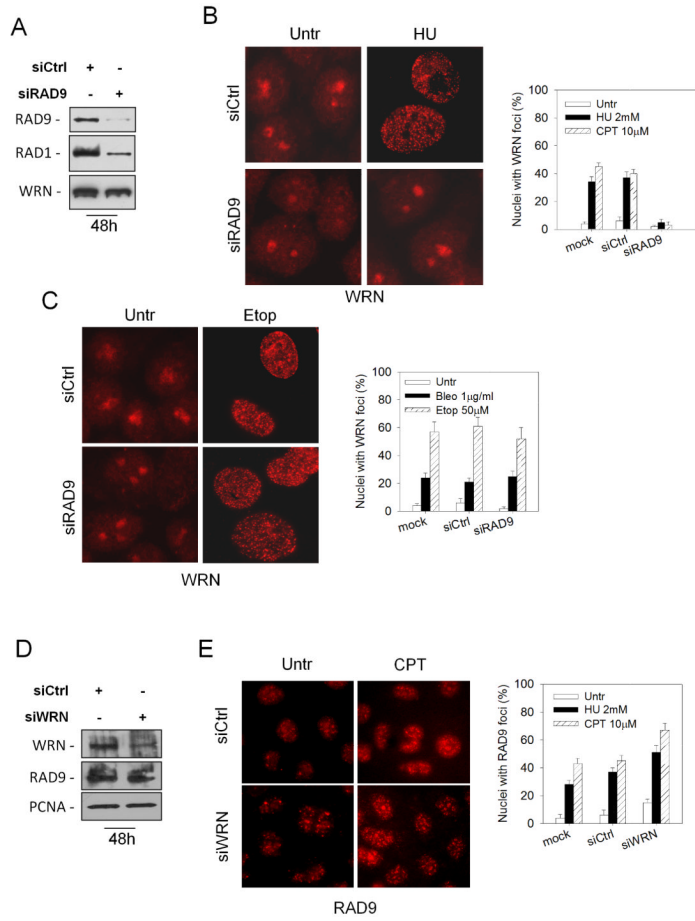 A
siCtrl + -
siRAD9 - +
RAD9 -
RAD1 -
WRN -
48h
B
Untr HU
siCtrl
siRAD9
WRN
Nuclei with WRN foci (%)
100
80
60
40
20
0
Untr
HU 2mM
CPT 10µM
mock siCtrl siRAD9
C
Untr Etop
siCtrl
siRAD9
WRN
Nuclei with WRN foci (%)
100
80
60
40
20
0
Untr
Bleo 1µg/ml
Etop 50µM
mock siCtrl siRAD9
D
siCtrl + -
siWRN - +
WRN -
RAD9 -
PCNA -
48h
E
Untr CPT
siCtrl
siWRN
RAD9
Nuclei with RAD9 foci (%)
100
80
60
40
20
0
Untr
HU 2mM
CPT 10µM
mock siCtrl siWRN